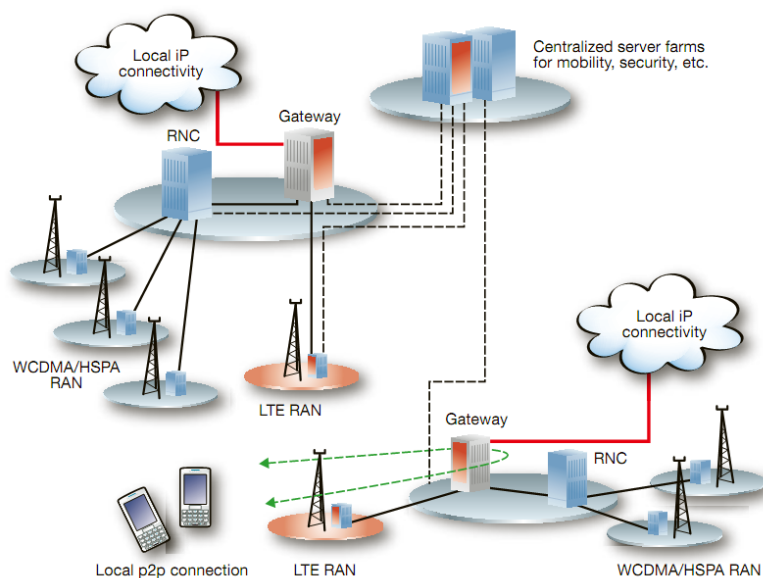 Local iP
connectivity
Centralized server farms
for mobility, security, etc.
Gateway
RNC
Local iP
connectivity
WCDMA/HSPA
RAN
LTE RAN
Gateway
RNC
Local p2p connection
LTE RAN
WCDMA/HSPA RAN